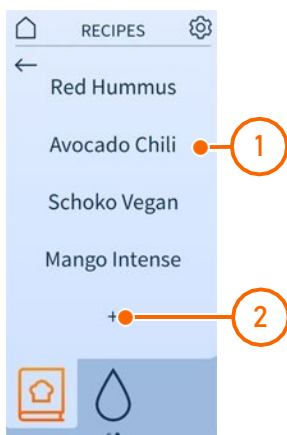 RECIPES
Red Hummus
Avocado Chili
1
Schoko Vegan
Mango Intense
+
2